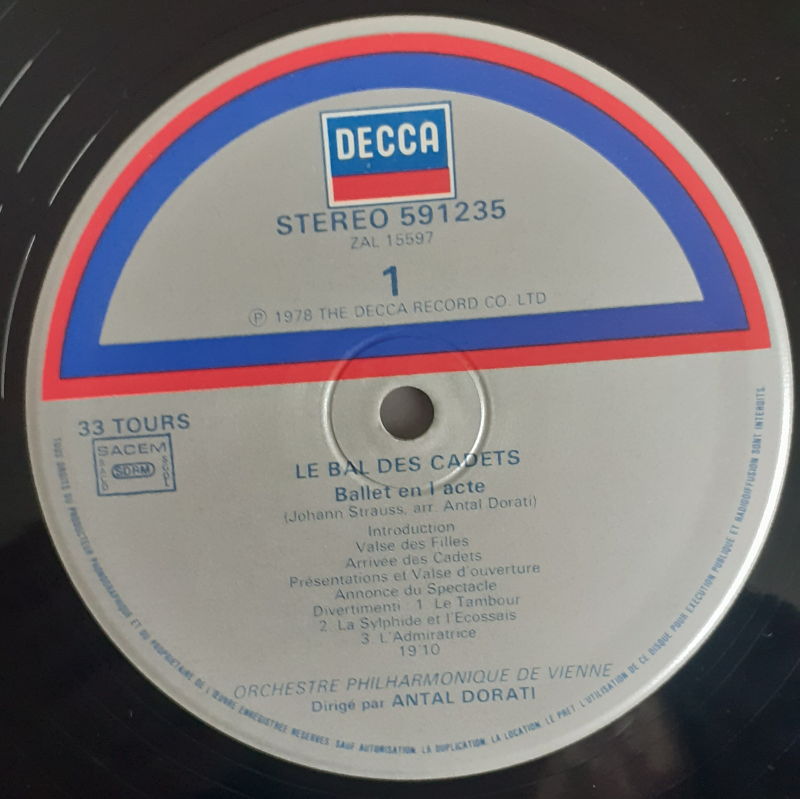 DECCA
STEREO 591235
ZAL 15597
1
Ⓟ 1978 THE DECCA RECORD CO. LTD
33 TOURS
SACEM
SDRM
SACD
SGDL
LE BAL DES CADETS
Ballet en 1 acte
(Johann Strauss, arr. Antal Dorati)
Introduction
Valse des Filles
Arrivée des Cadets
Présentations et Valse d'ouverture
Annonce du Spectacle
Divertimenti : 1. Le Tambour
2. La Sylphide et l'Ecossais
3. L'Admiratrice
19'10
ORCHESTRE PHILHARMONIQUE DE VIENNE
Dirigé par ANTAL DORATI
TOUS DROITS DU PRODUCTEUR PHONOGRAPHIQUE ET DU PROPRIETAIRE DE L'ŒUVRE ENREGISTREE RESERVES. SAUF AUTORISATION, LA DUPLICATION, LA LOCATION, LE PRET, L'UTILISATION DE CE DISQUE POUR EXECUTION PUBLIQUE ET RADIODIFFUSION SONT INTERDITS.